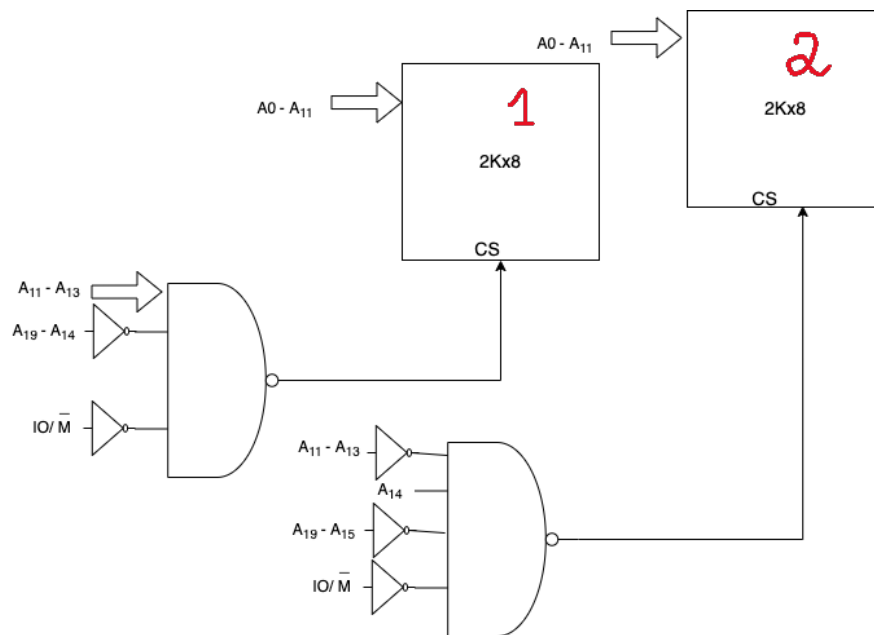 A0 - A₁₁
2
2Kx8
CS
A0 - A₁₁
1
2Kx8
CS
A₁₁ - A₁₃
A₁₉ - A₁₄
IO/ M̅
A₁₁ - A₁₃
A₁₄
A₁₉ - A₁₅
IO/ M̅